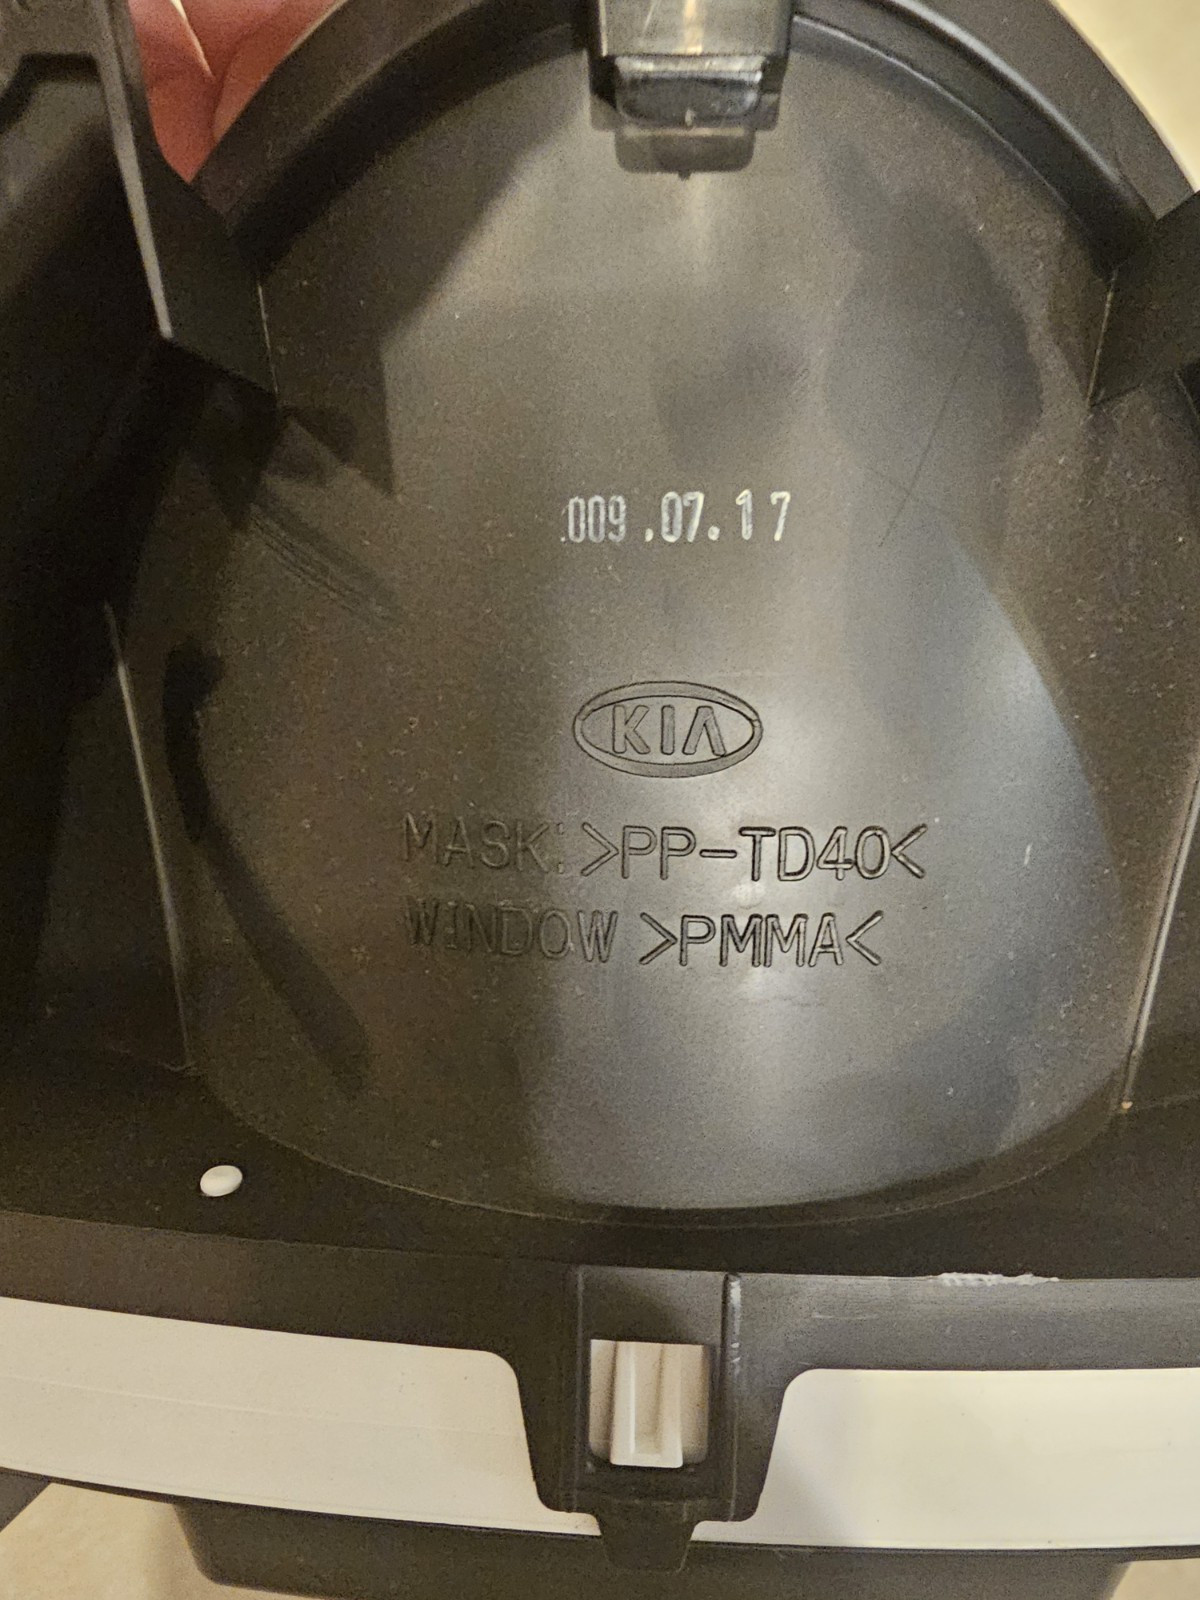 009.07.17
KIA
MASK: >PP-TD40<
WINDOW >PMMA<